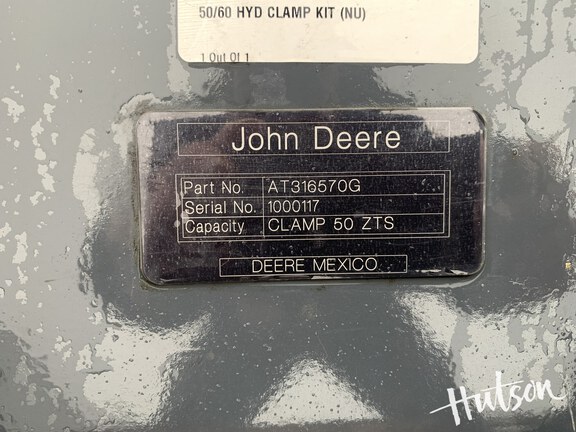 50/60 HYD CLAMP KIT (NU)
1 Out Of 1
John Deere
Part No. AT316570G
Serial No. 1000117
Capacity CLAMP 50 ZTS
DEERE MEXICO
Hutson